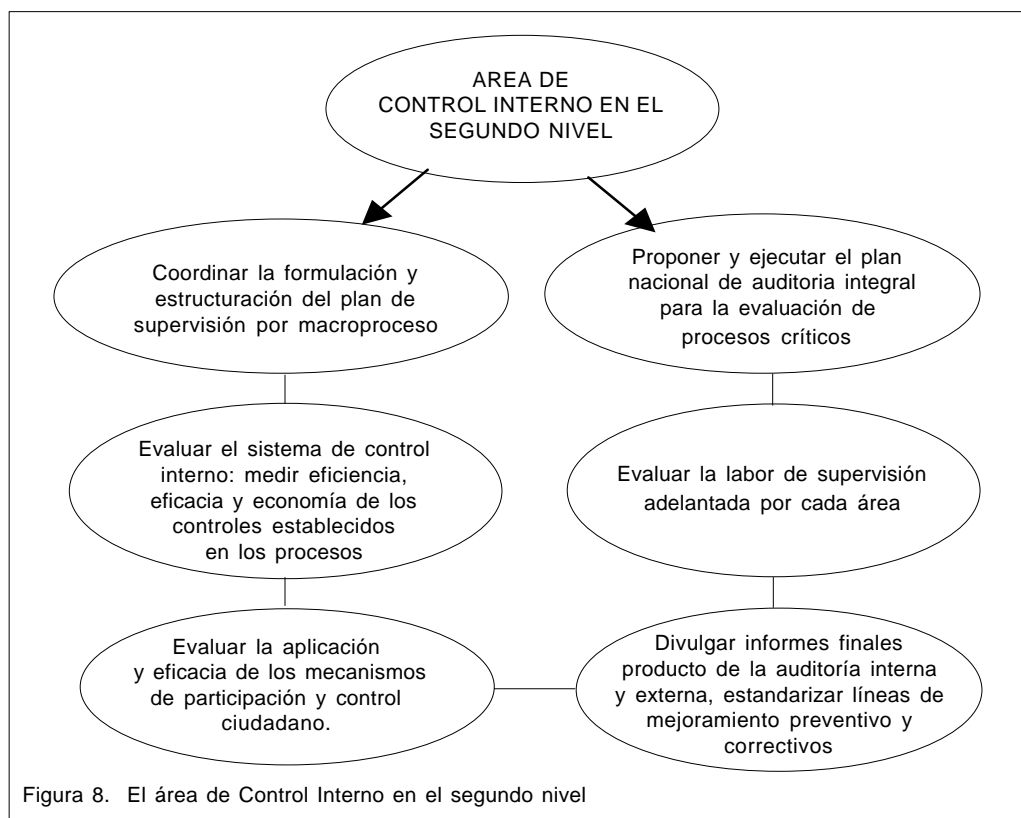 AREA DE
CONTROL INTERNO EN EL
SEGUNDO NIVEL
Coordinar la formulación y
estructuración del plan de
supervisión por macroproceso
Proponer y ejecutar el plan
nacional de auditoria integral
para la evaluación de
procesos críticos
Evaluar el sistema de control
interno: medir eficiencia,
eficacia y economía de los
controles establecidos
en los procesos
Evaluar la labor de supervisión
adelantada por cada área
Evaluar la aplicación
y eficacia de los mecanismos
de participación y control
ciudadano.
Divulgar informes finales
producto de la auditoría interna
y externa, estandarizar líneas de
mejoramiento preventivo y
correctivos
Figura 8. El área de Control Interno en el segundo nivel